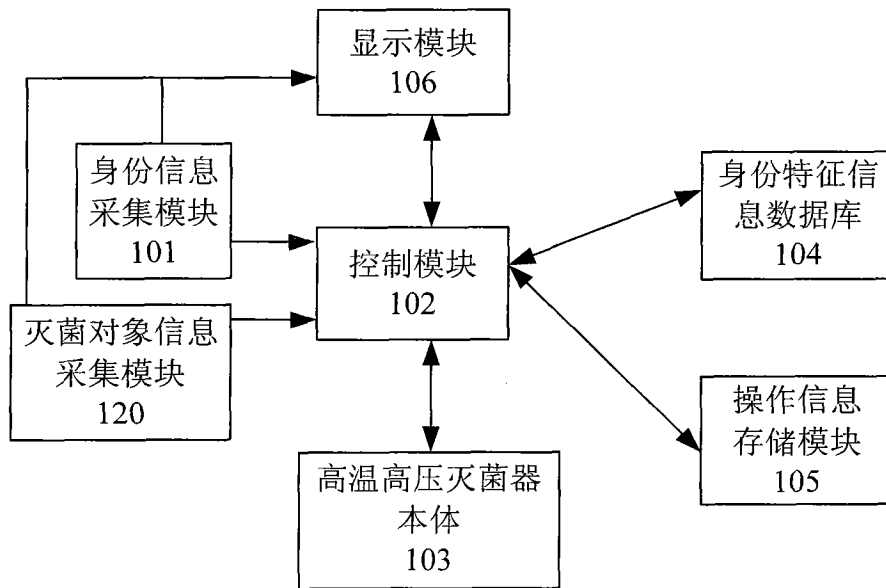 显示模块
106
身份信息
采集模块
101
身份特征信
息数据库
104
控制模块
102
灭菌对象信息
采集模块
120
操作信息
存储模块
105
高温高压灭菌器
本体
103